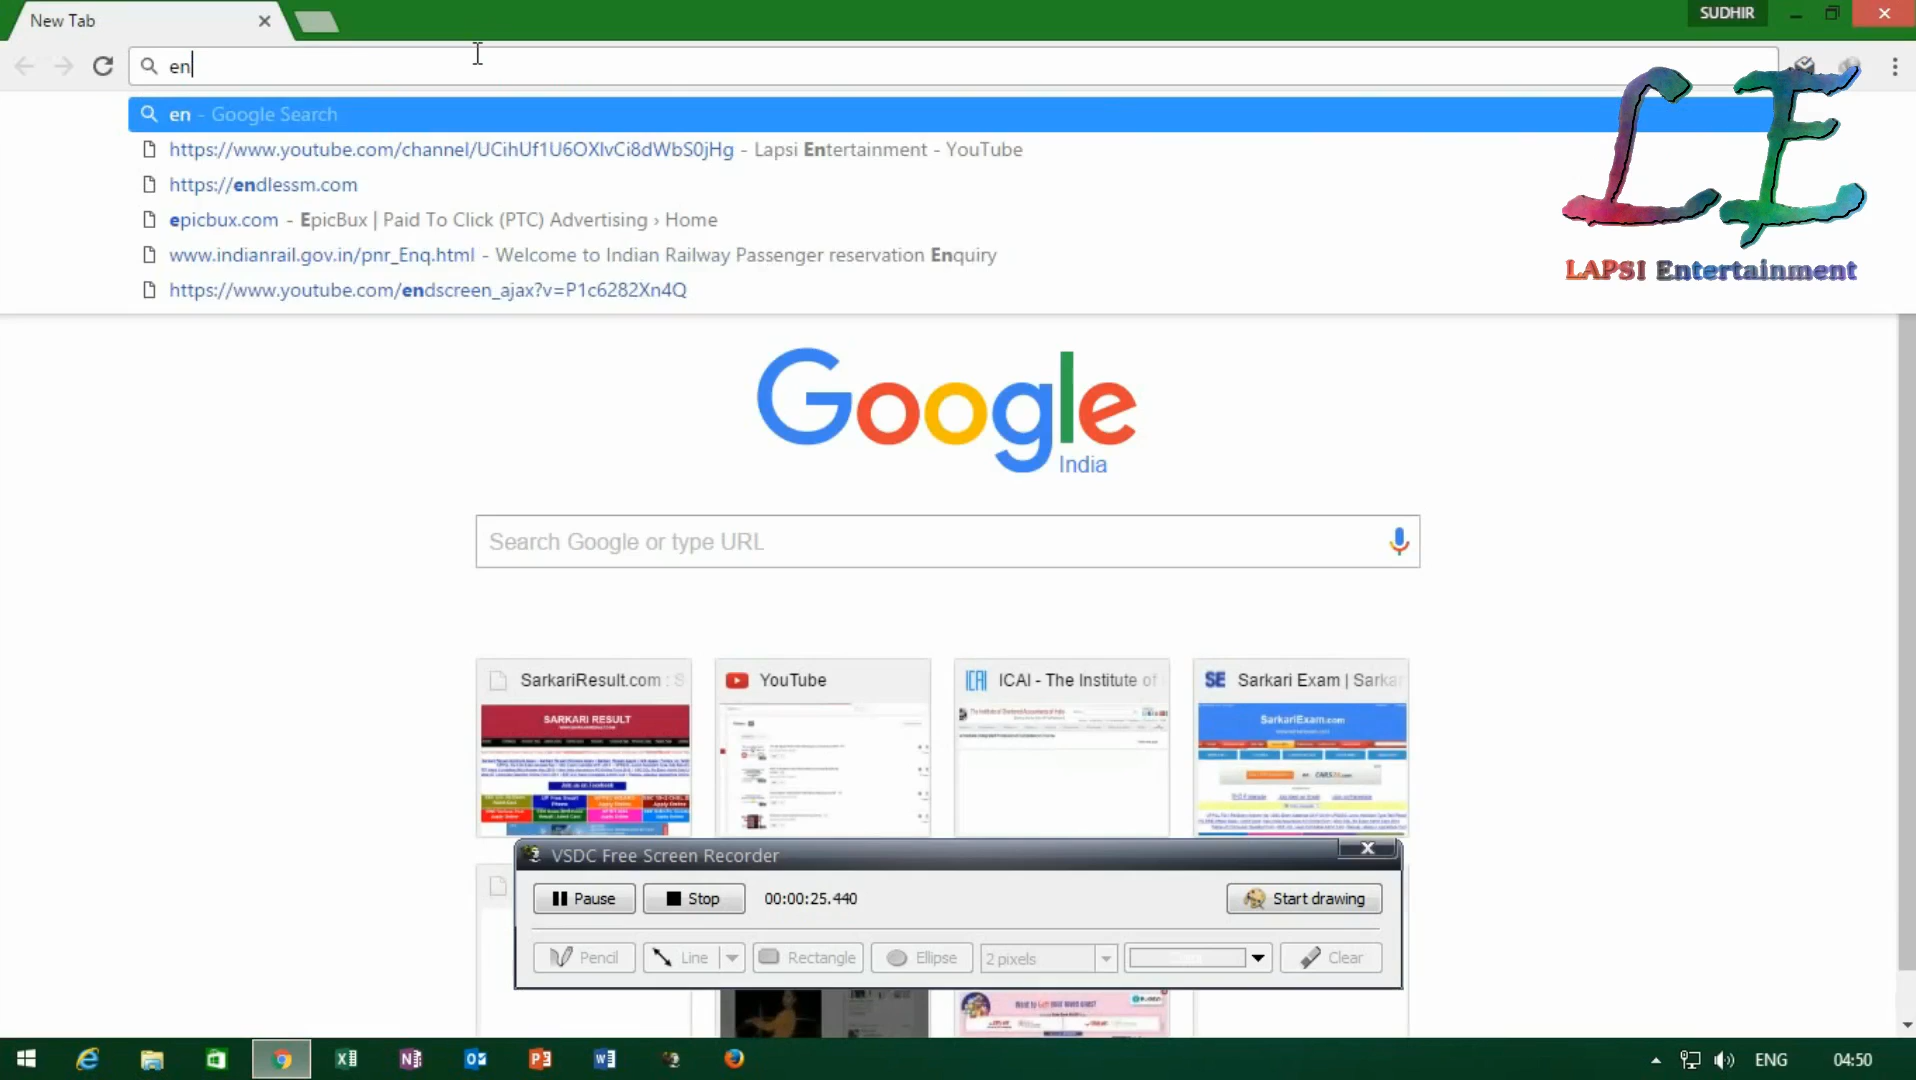 New Tab
SUDHIR
en
en - Google Search
https://www.youtube.com/channel/UCihUf1U6OXlvCi8dWbS0jHg - Lapsi Entertainment - YouTube
https://endlessm.com
epicbux.com - EpicBux | Paid To Click (PTC) Advertising › Home
www.indianrail.gov.in/pnr_Enq.html - Welcome to Indian Railway Passenger reservation Enquiry
https://www.youtube.com/endscreen_ajax?v=P1c6282Xn4Q
LE
LAPSI Entertainment
Google
India
Search Google or type URL
SarkariResult.com : S
YouTube
ICAI - The Institute of
SE Sarkari Exam | Sarkar
SARKARI RESULT
SarkariExam.com
VSDC Free Screen Recorder
Pause
Stop
00:00:25.440
Start drawing
Pencil
Line
Rectangle
Ellipse
2 pixels
Clear
ENG
04:50